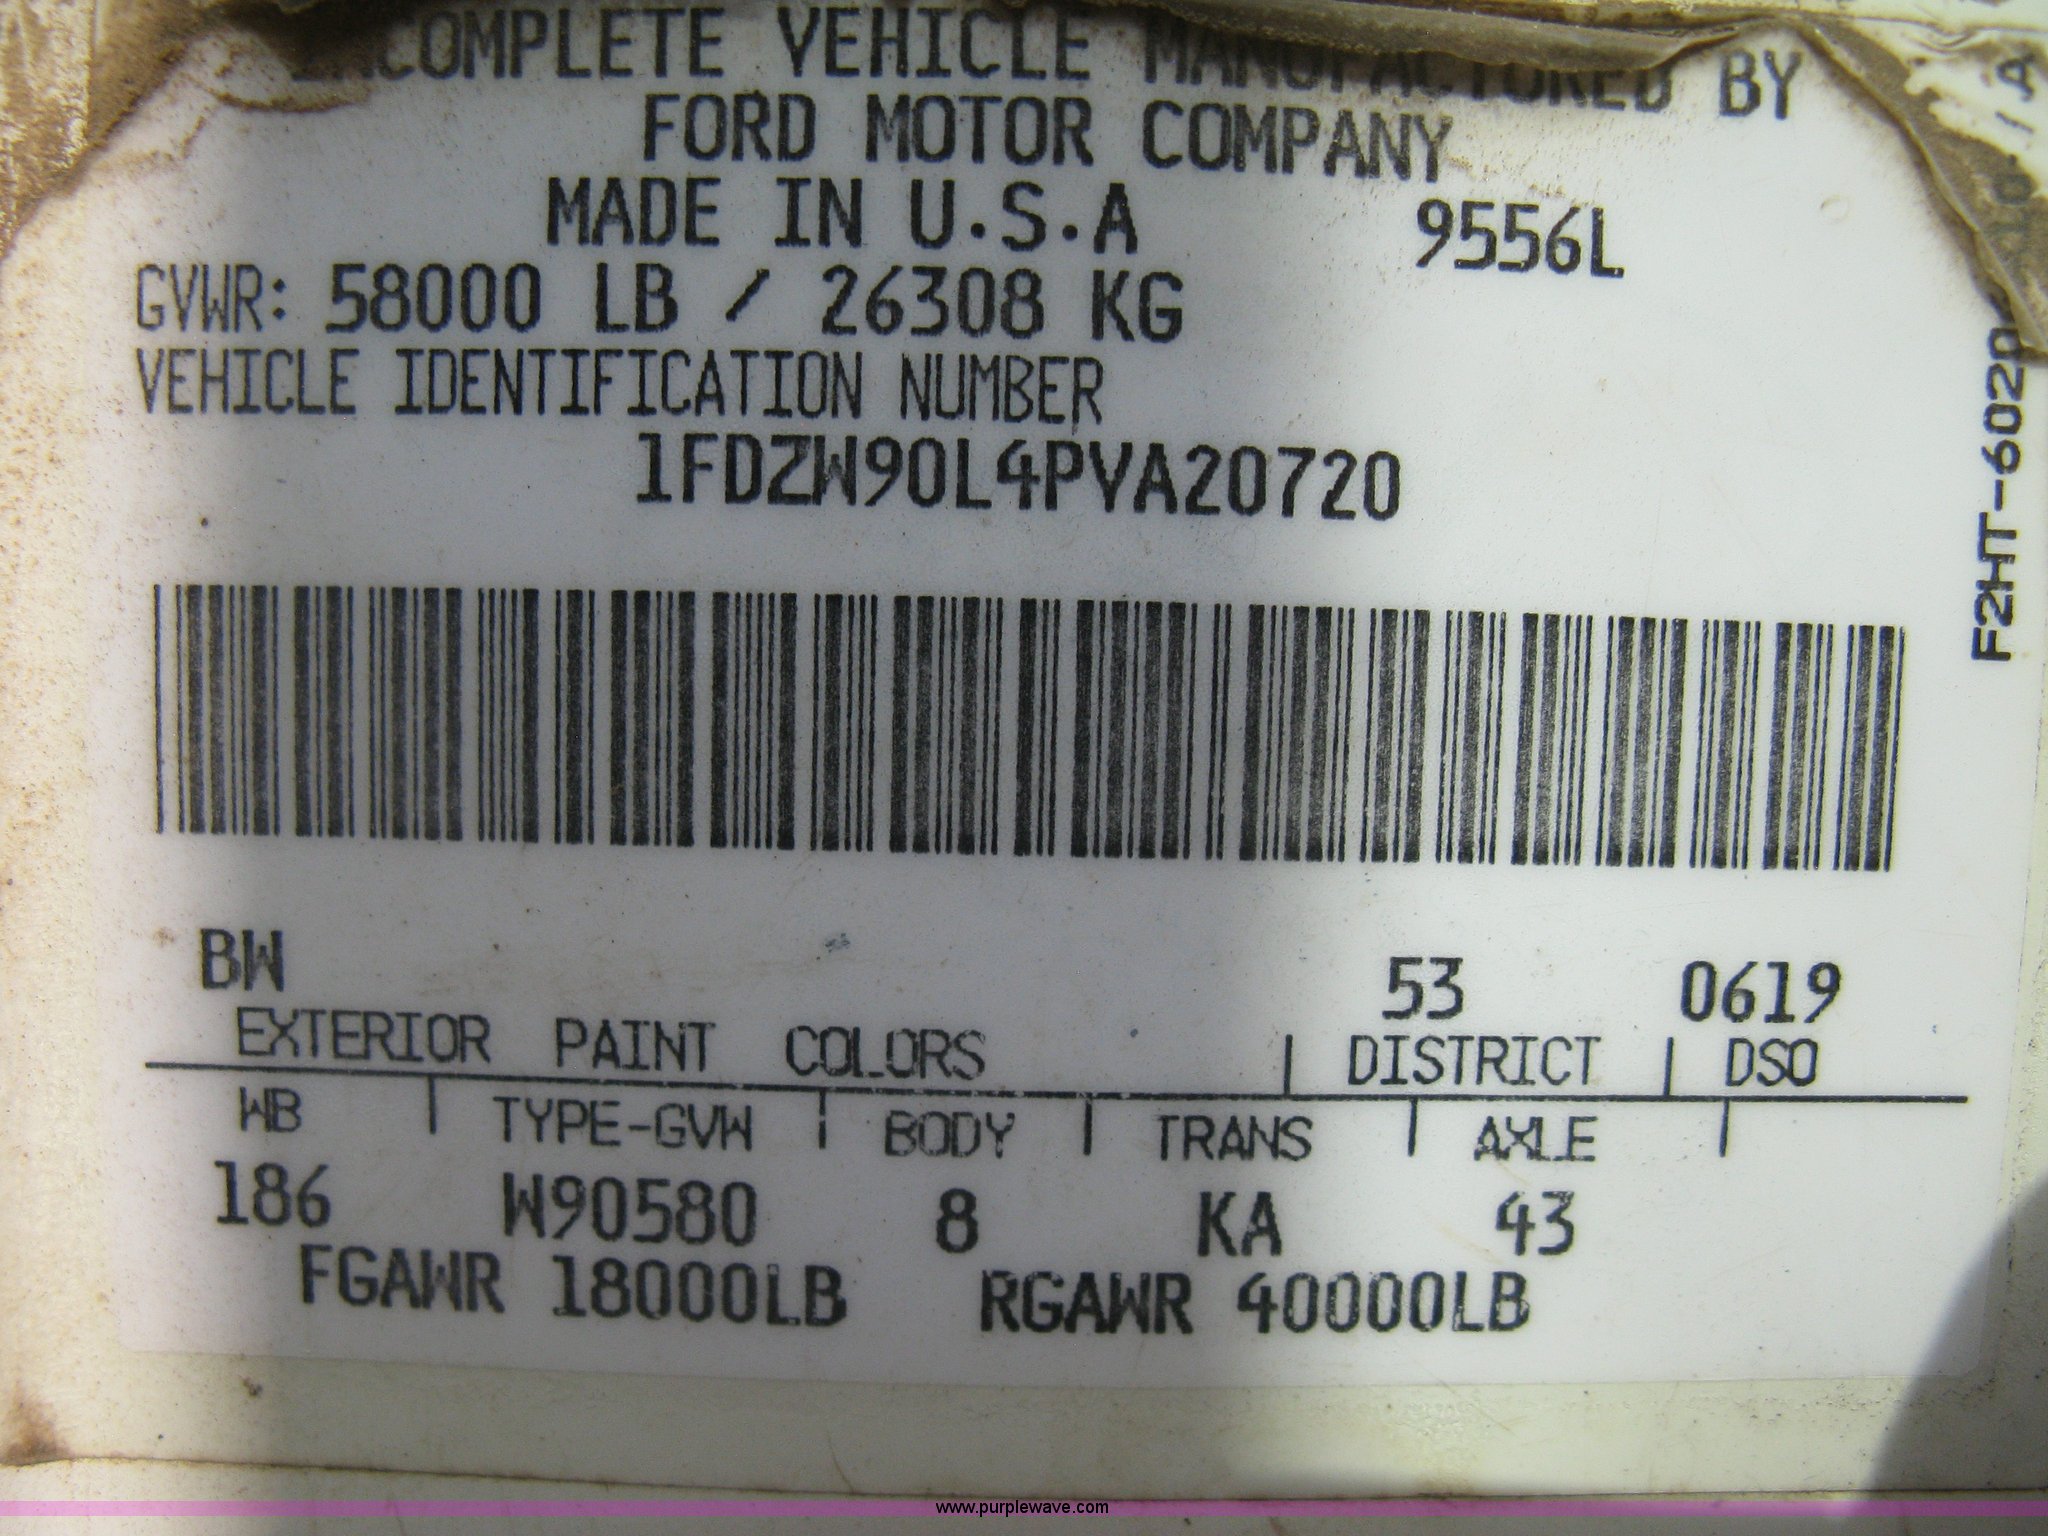 INCOMPLETE VEHICLE MANUFACTURED BY
FORD MOTOR COMPANY
MADE IN U.S.A 9556L
GVWR: 58000 LB / 26308 KG
VEHICLE IDENTIFICATION NUMBER
1FDZW90L4PVA20720
BW 53 0619
EXTERIOR PAINT COLORS | DISTRICT | DSO
WB | TYPE-GVW | BODY | TRANS | AXLE |
186 W90580 8 KA 43
FGAWR 18000LB RGAWR 40000LB
www.purplewave.com